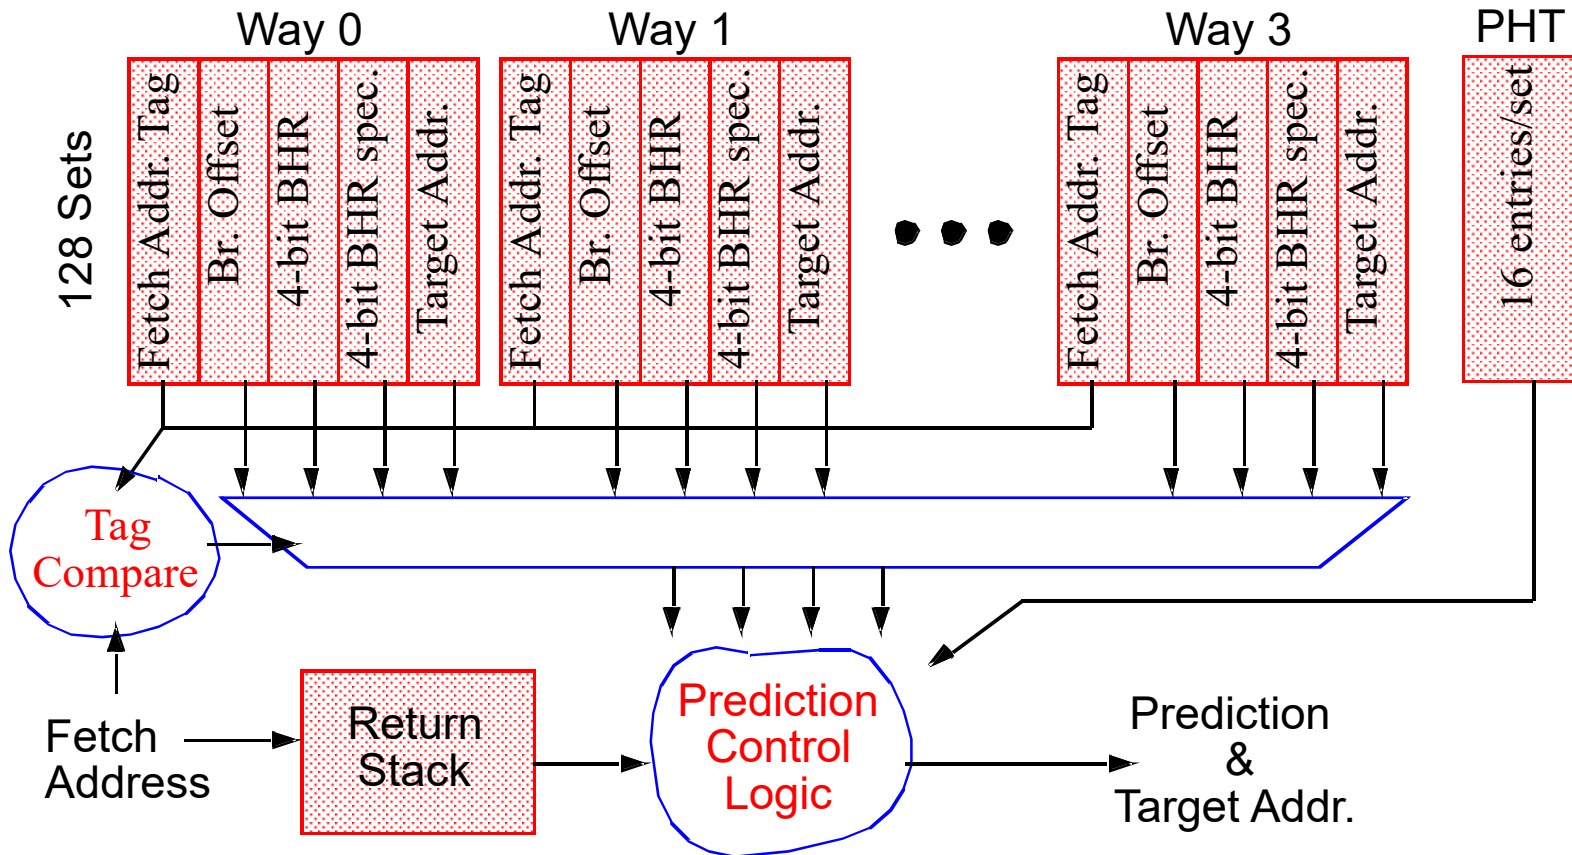 Way 0
Way 1
Way 3
PHT
128 Sets
Fetch Addr. Tag
Br. Offset
4-bit BHR
4-bit BHR spec.
Target Addr.
Fetch Addr. Tag
Br. Offset
4-bit BHR
4-bit BHR spec.
Target Addr.
Fetch Addr. Tag
Br. Offset
4-bit BHR
4-bit BHR spec.
Target Addr.
16 entries/set
Tag
Compare
Fetch
Address
Return
Stack
Prediction
Control
Logic
Prediction
&
Target Addr.